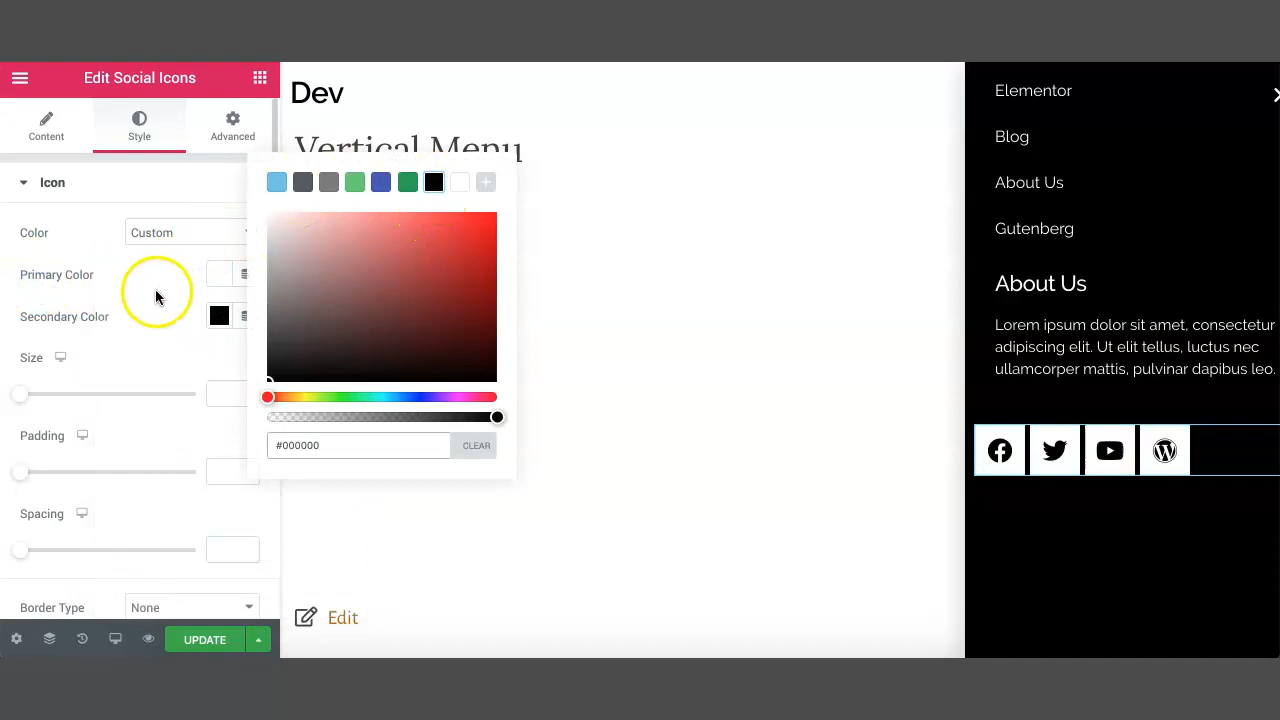 Edit Social Icons
Content
Style
Advanced
Icon
Color
Custom
Primary Color
Secondary Color
Size
Padding
Spacing
Border Type
None
UPDATE
#000000
CLEAR
Dev
Vertical Menu
Edit
Elementor
Blog
About Us
Gutenberg
About Us
Lorem ipsum dolor sit amet, consectetur
adipiscing elit. Ut elit tellus, luctus nec
ullamcorper mattis, pulvinar dapibus leo.